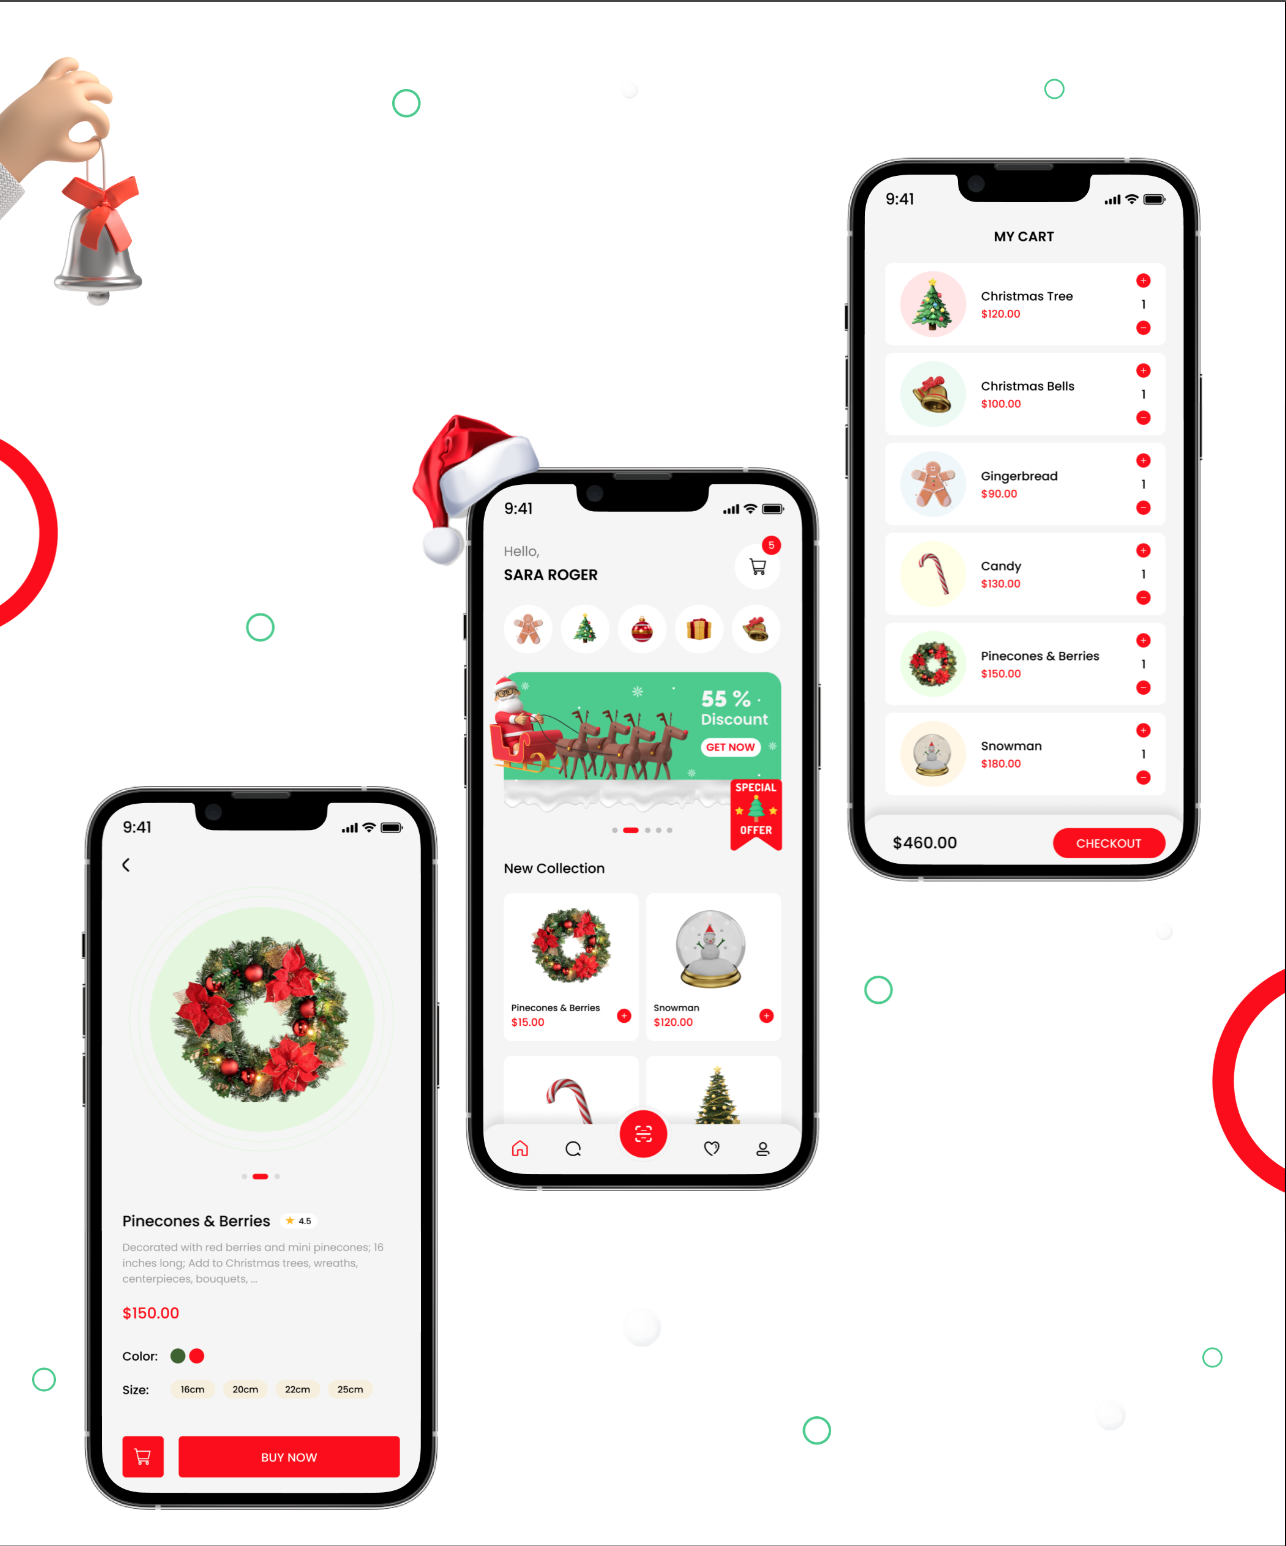 9:41
MY CART
Christmas Tree
$120.00
1
Christmas Bells
$100.00
1
Gingerbread
$90.00
1
Candy
$130.00
1
Pinecones & Berries
$150.00
1
Snowman
$180.00
1
$460.00
CHECKOUT
9:41
Hello,
5
SARA ROGER
55 %
Discount
GET NOW
SPECIAL
OFFER
New Collection
Pinecones & Berries
$15.00
Snowman
$120.00
9:41
Pinecones & Berries
4.5
Decorated with red berries and mini pinecones; 16
inches long; Add to Christmas trees, wreaths,
centerpieces, bouquets, ...
$150.00
Color:
Size:
16cm
20cm
22cm
25cm
BUY NOW